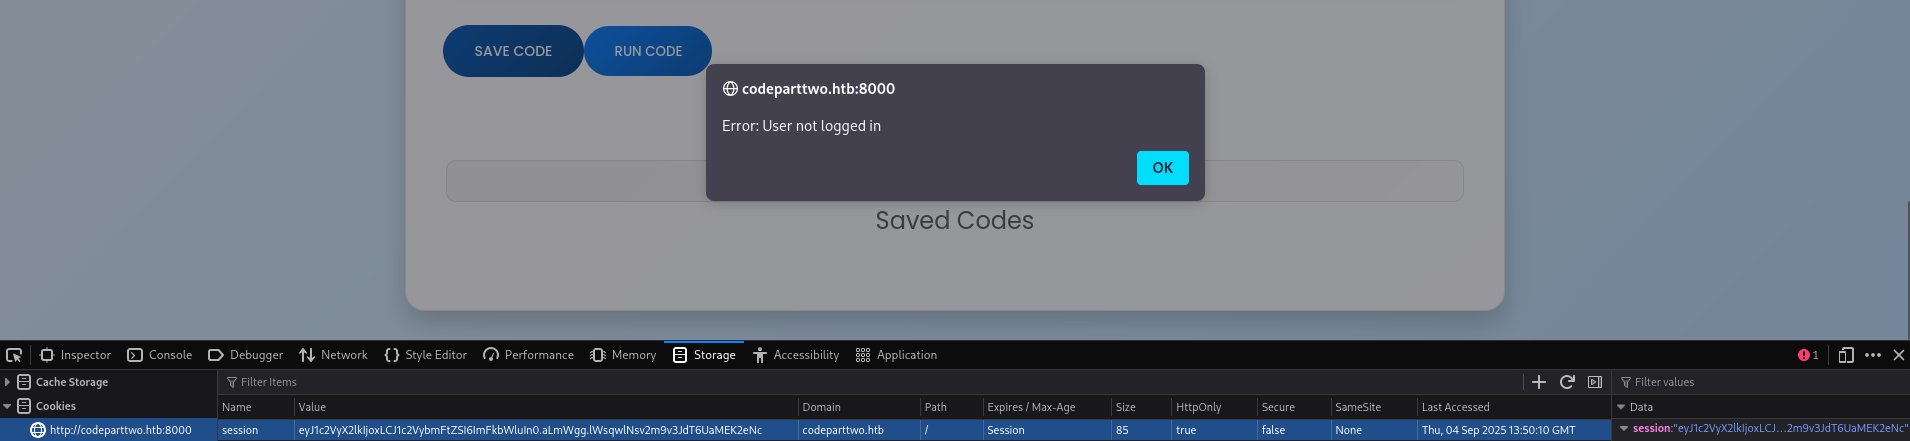 SAVE CODE RUN CODE
codeparttwo.htb:8000
Error: User not logged in
OK
Saved Codes
Inspector Console Debugger Network Style Editor Performance Memory Storage Accessibility Application 1
Cache Storage Filter Items Filter values
Cookies Name Value Domain Path Expires / Max-Age Size HttpOnly Secure SameSite Last Accessed Data
http://codeparttwo.htb:8000 session eyJ1c2VyX2lkIjoxLCJ1c2VybmFtZSI6ImFkbWluIn0.aLmWgg.lWsqwlNsv2m9v3JdT6UaMEK2eNc codeparttwo.htb / Session 85 true false None Thu, 04 Sep 2025 13:50:10 GMT session:"eyJ1c2VyX2lkIjoxLCJ...2m9v3JdT6UaMEK2eNc"